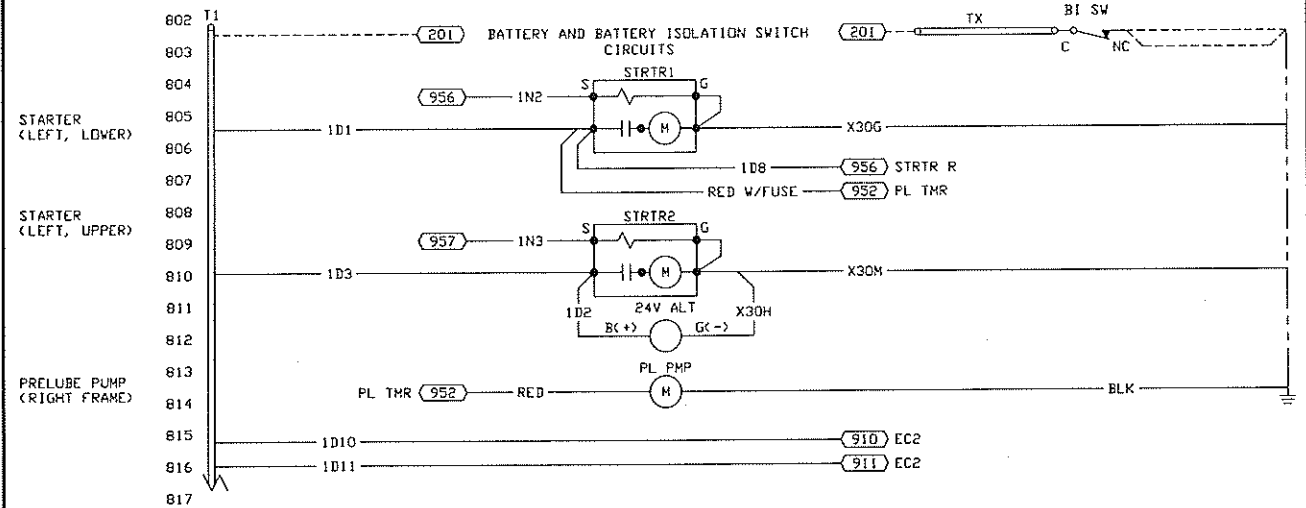 802 T1
BI SW
TX
201 BATTERY AND BATTERY ISOLATION SWITCH 201
CIRCUITS
C NC
803
804
STRTR1
S G
956 1N2
805
STARTER
(LEFT, LOWER)
1D1 M X30G
806
1D8 956 STRTR R
807
RED W/FUSE 952 PL TMR
808
STARTER
(LEFT, UPPER)
STRTR2
S G
957 1N3
809
810
1D3 M X30M
811
1D2 24V ALT X30H
B(+) G(-)
812
813
PL PMP
PRELUBE PUMP
(RIGHT FRAME)
PL TMR 952 RED M BLK
814
815
1D10 910 EC2
816
1D11 911 EC2
817